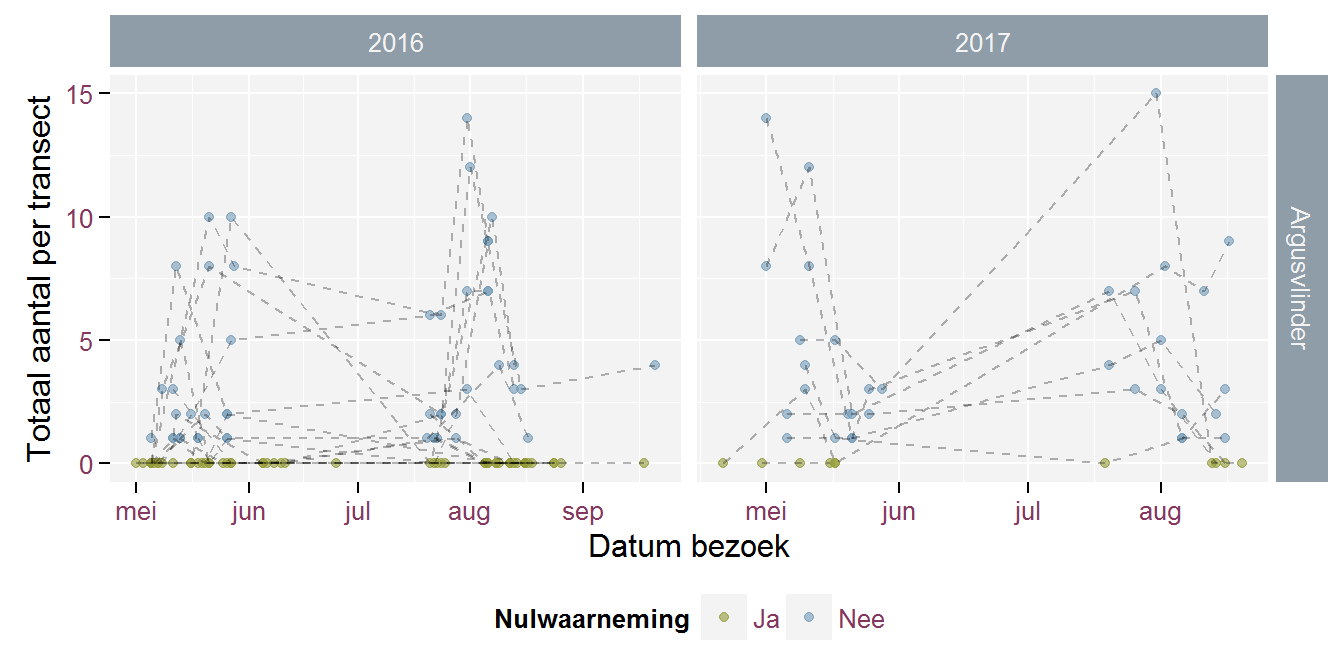 2016 2017
Totaal aantal per transect
15
10
5
0
Argusvlinder
mei jun jul aug sep mei jun jul aug
Datum bezoek
Nulwaarneming Ja Nee